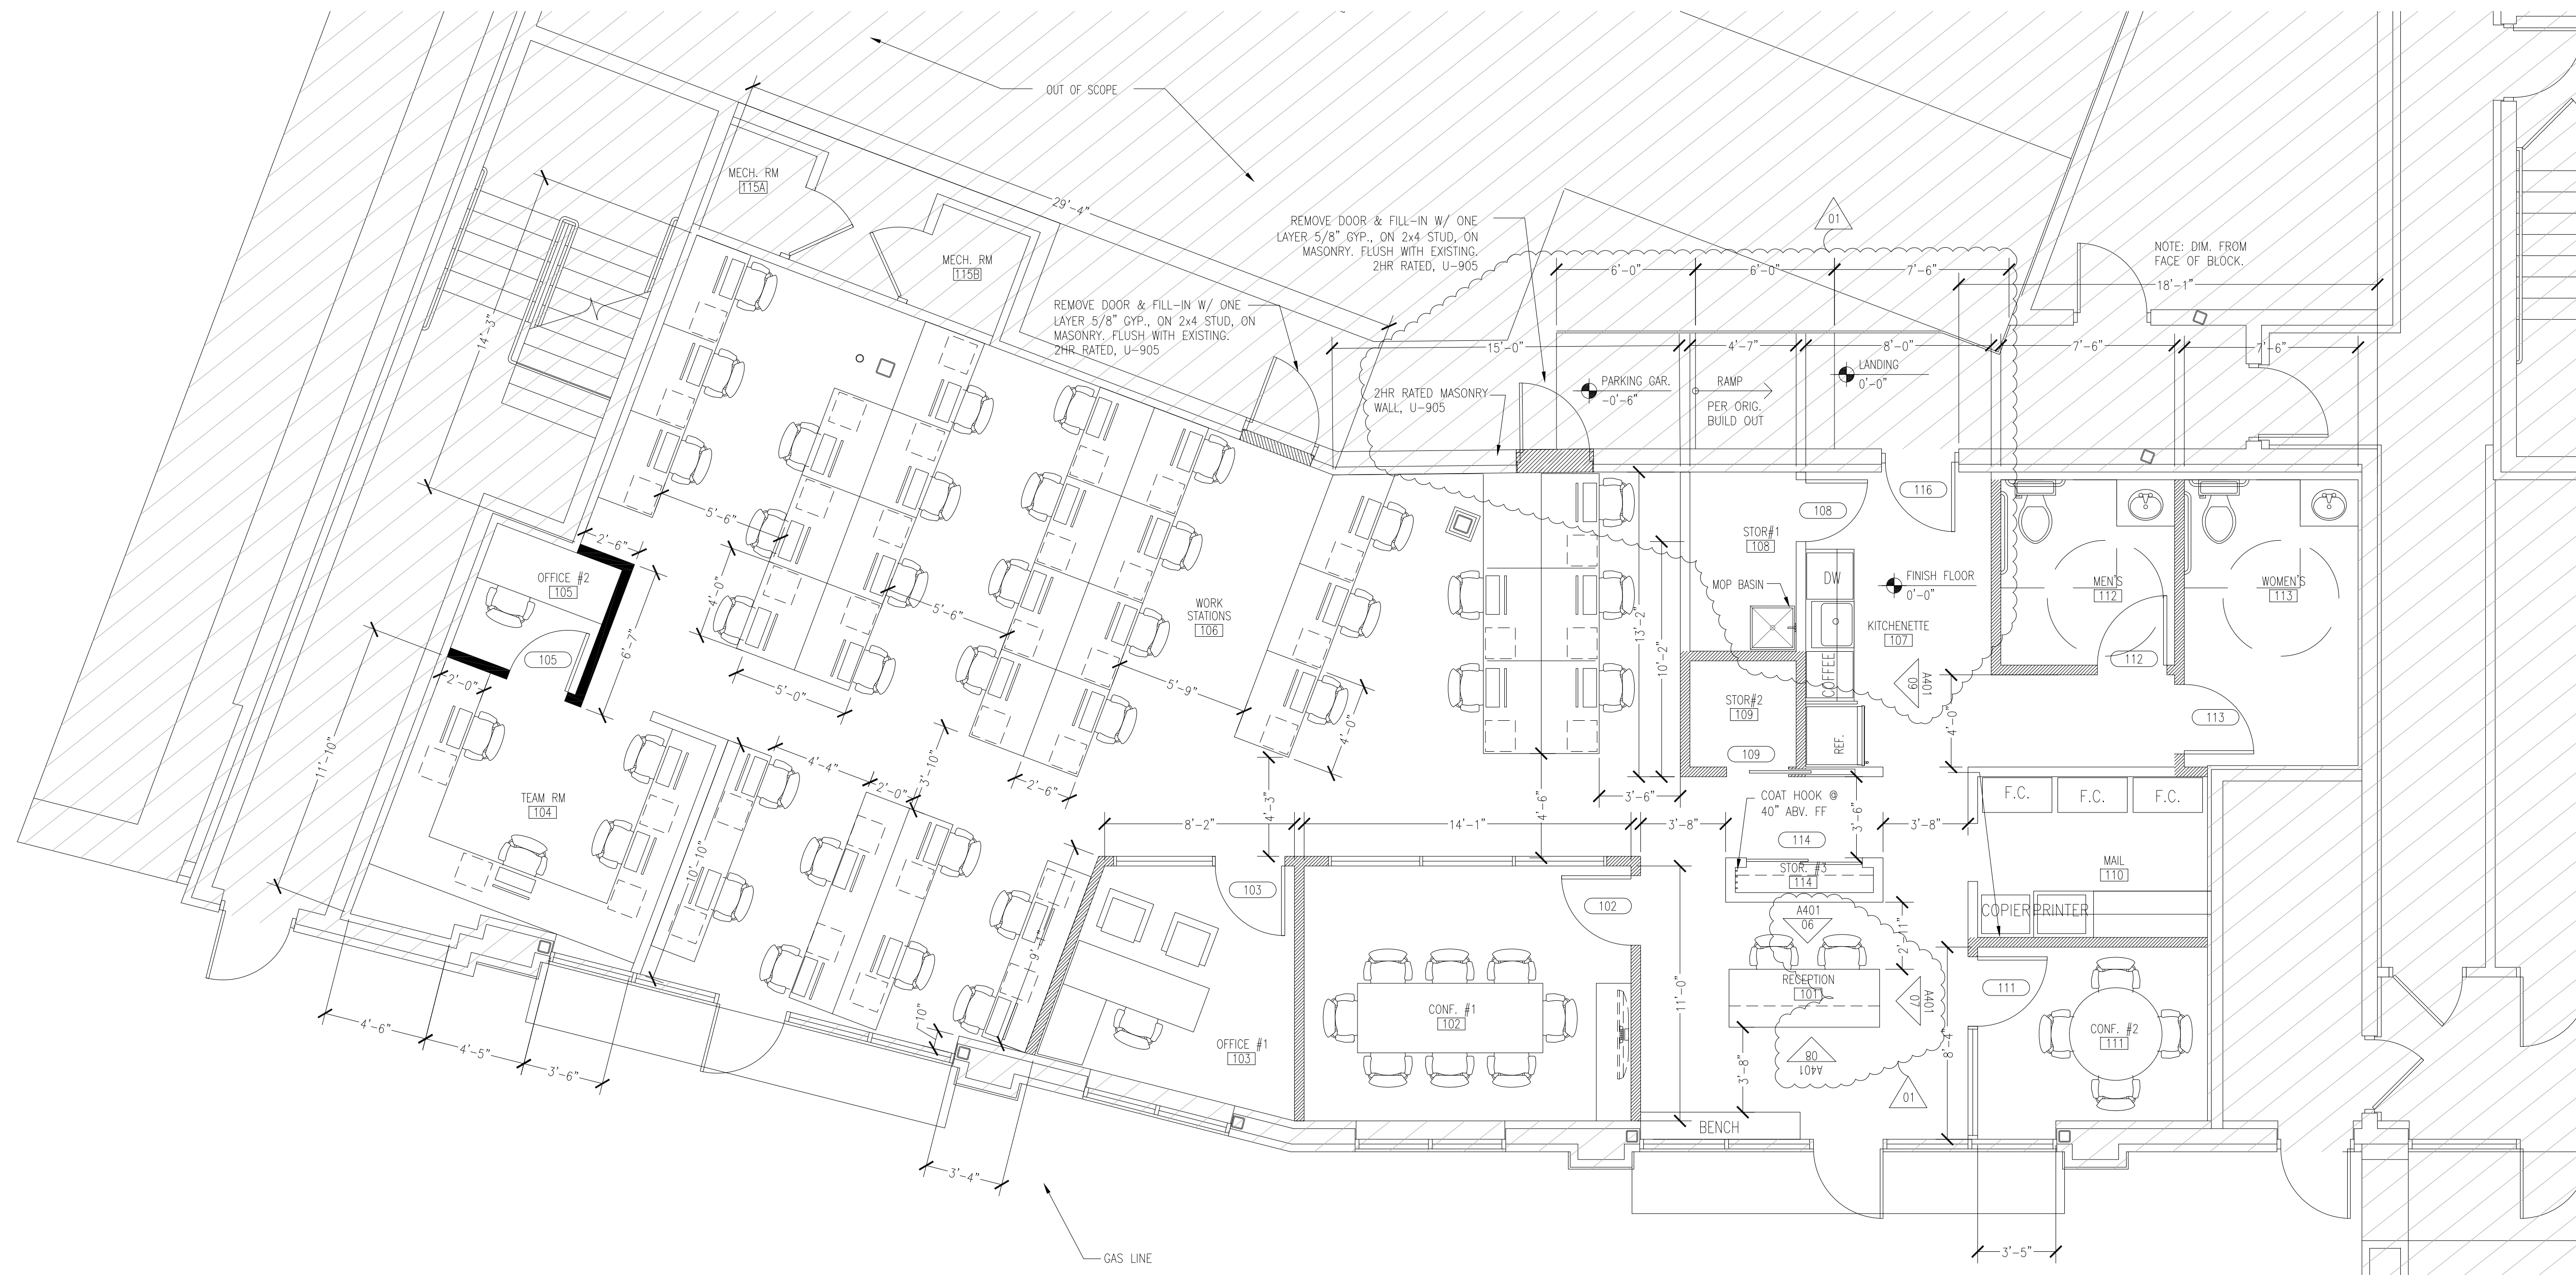 OUT OF SCOPE
MECH. RM
115A
29'-4"
MECH. RM
115B
REMOVE DOOR & FILL-IN W/ ONE
LAYER 5/8" GYP., ON 2x4 STUD, ON
MASONRY. FLUSH WITH EXISTING.
2HR RATED, U-905
01
NOTE: DIM. FROM
FACE OF BLOCK.
6'-0"
6'-0"
7'-6"
18'-1"
REMOVE DOOR & FILL-IN W/ ONE
LAYER 5/8" GYP., ON 2x4 STUD, ON
MASONRY. FLUSH WITH EXISTING.
2HR RATED, U-905
14'-3"
15'-0"
4'-7"
8'-0"
7'-6"
7'-6"
LANDING
0'-0"
PARKING GAR.
-0'-6"
RAMP
PER ORIG.
BUILD OUT
2HR RATED MASONRY
WALL, U-905
5'-6"
2'-6"
108
116
STOR#1
108
OFFICE #2
105
4'-0"
5'-6"
DW
FINISH FLOOR
0'-0"
MOP BASIN
MEN'S
112
WOMEN'S
113
WORK
STATIONS
106
13'-2"
10'-2"
KITCHENETTE
107
6'-7"
105
112
2'-0"
5'-0"
5'-9"
COFFEE
A401
09
STOR#2
109
113
4'-0"
4'-0"
REF.
109
11'-10"
4'-4"
3'-10"
2'-0"
2'-6"
4'-3"
4'-6"
3'-6"
COAT HOOK @
40" ABV. FF
F.C.
F.C.
F.C.
TEAM RM
104
8'-2"
14'-1"
3'-8"
3'-6"
3'-8"
114
MAIL
110
STOR. #3
114
10'-10"
103
102
COPIER
PRINTER
A401
06
2'-11"
9'-1"
RECEPTION
101
A401
07
111
11'-0"
CONF. #1
102
CONF. #2
111
10"
OFFICE #1
103
4'-6"
4'-5"
3'-6"
A401
08
8'-4"
3'-8"
01
BENCH
3'-4"
3'-5"
GAS LINE